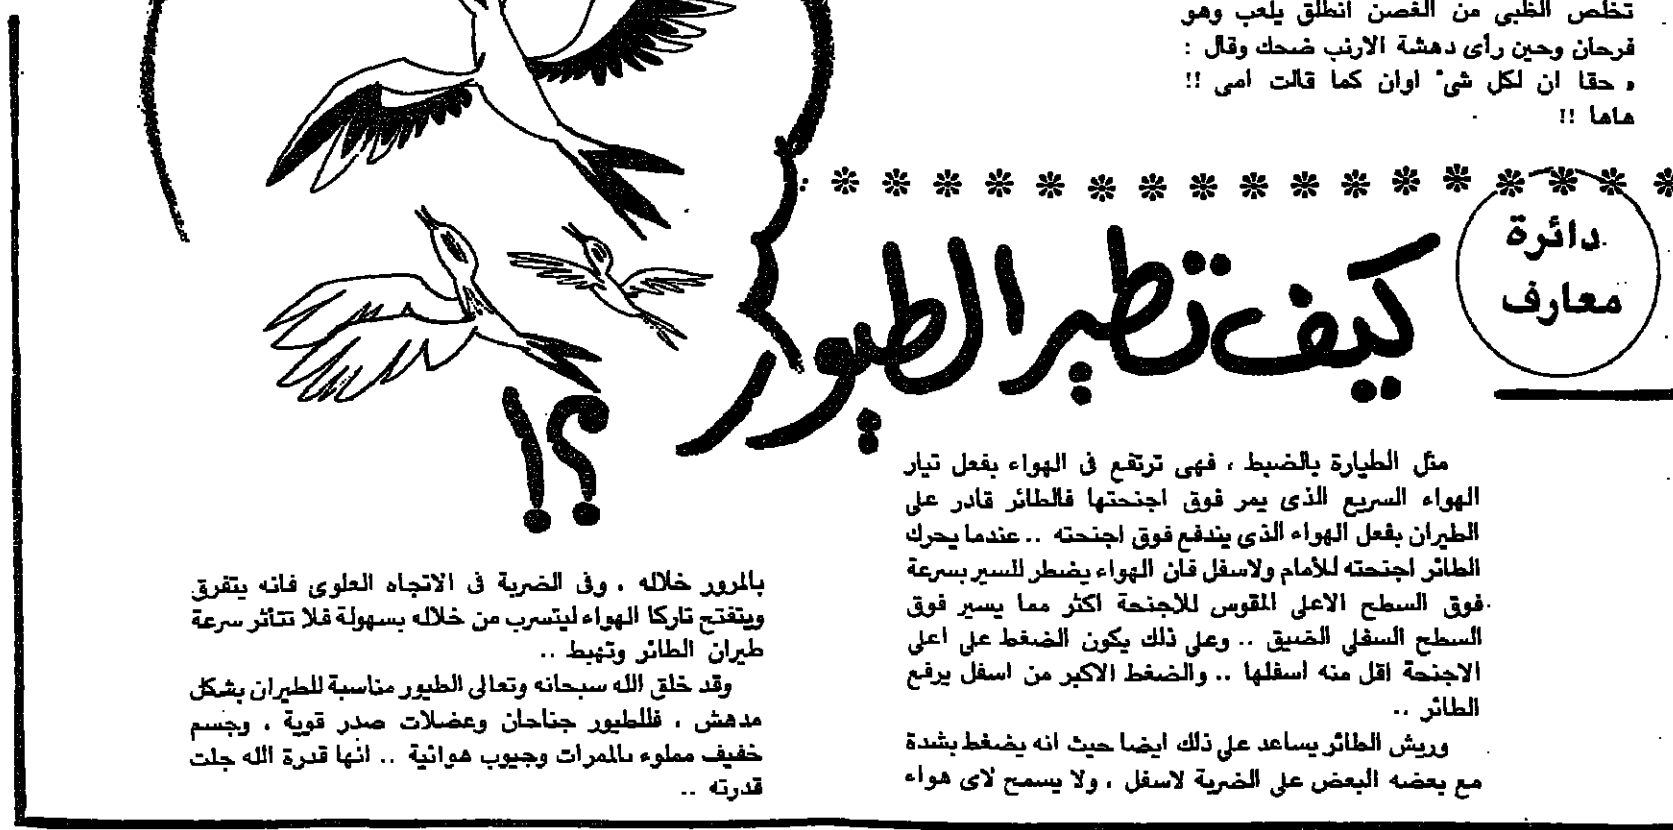 تخلص الظبى من الغصن انطلق يلعب وهو
فرحان وحين رأى دهشة الارنب ضحك وقال :
، حقا ان لكل شىء اوان كما قالت امى !!
هاها !!
دائرة
معارف
كيف تطير الطيور
؟!
مثل الطيارة بالضبط ، فهى ترتفع فى الهواء بفعل تيار
الهواء السريع الذى يمر فوق اجنحتها فالطائر قادر على
الطيران بفعل الهواء الذى يندفع فوق اجنحته .. عندما يحرك
الطائر اجنحته للأمام ولاسفل فان الهواء يضطر للسير بسرعة
فوق السطح الاعلى المقوس للاجنحة اكثر مما يسير فوق
السطح السفلى الضيق .. وعلى ذلك يكون الضغط على اعلى
الاجنحة اقل منه اسفلها .. والضغط الاكبر من اسفل يرفع
الطائر ..
وريش الطائر يساعد على ذلك ايضا حيث انه يضغط بشدة
مع بعضه البعض على الضربة لاسفل ، ولا يسمح لاى هواء
بالمرور خلاله ، وفى الضربة فى الاتجاه العلوى فانه يتفرق
ويتفتح تاركا الهواء ليتسرب من خلاله بسهولة فلا تتأثر سرعة
طيران الطائر وتهبط ..
وقد خلق الله سبحانه وتعالى الطيور مناسبة للطيران بشكل
مدهش ، فللطيور جناحان وعضلات صدر قوية ، وجسم
خفيف مملوء بالممرات وجيوب هوائية .. انها قدرة الله جلت
قدرته ..